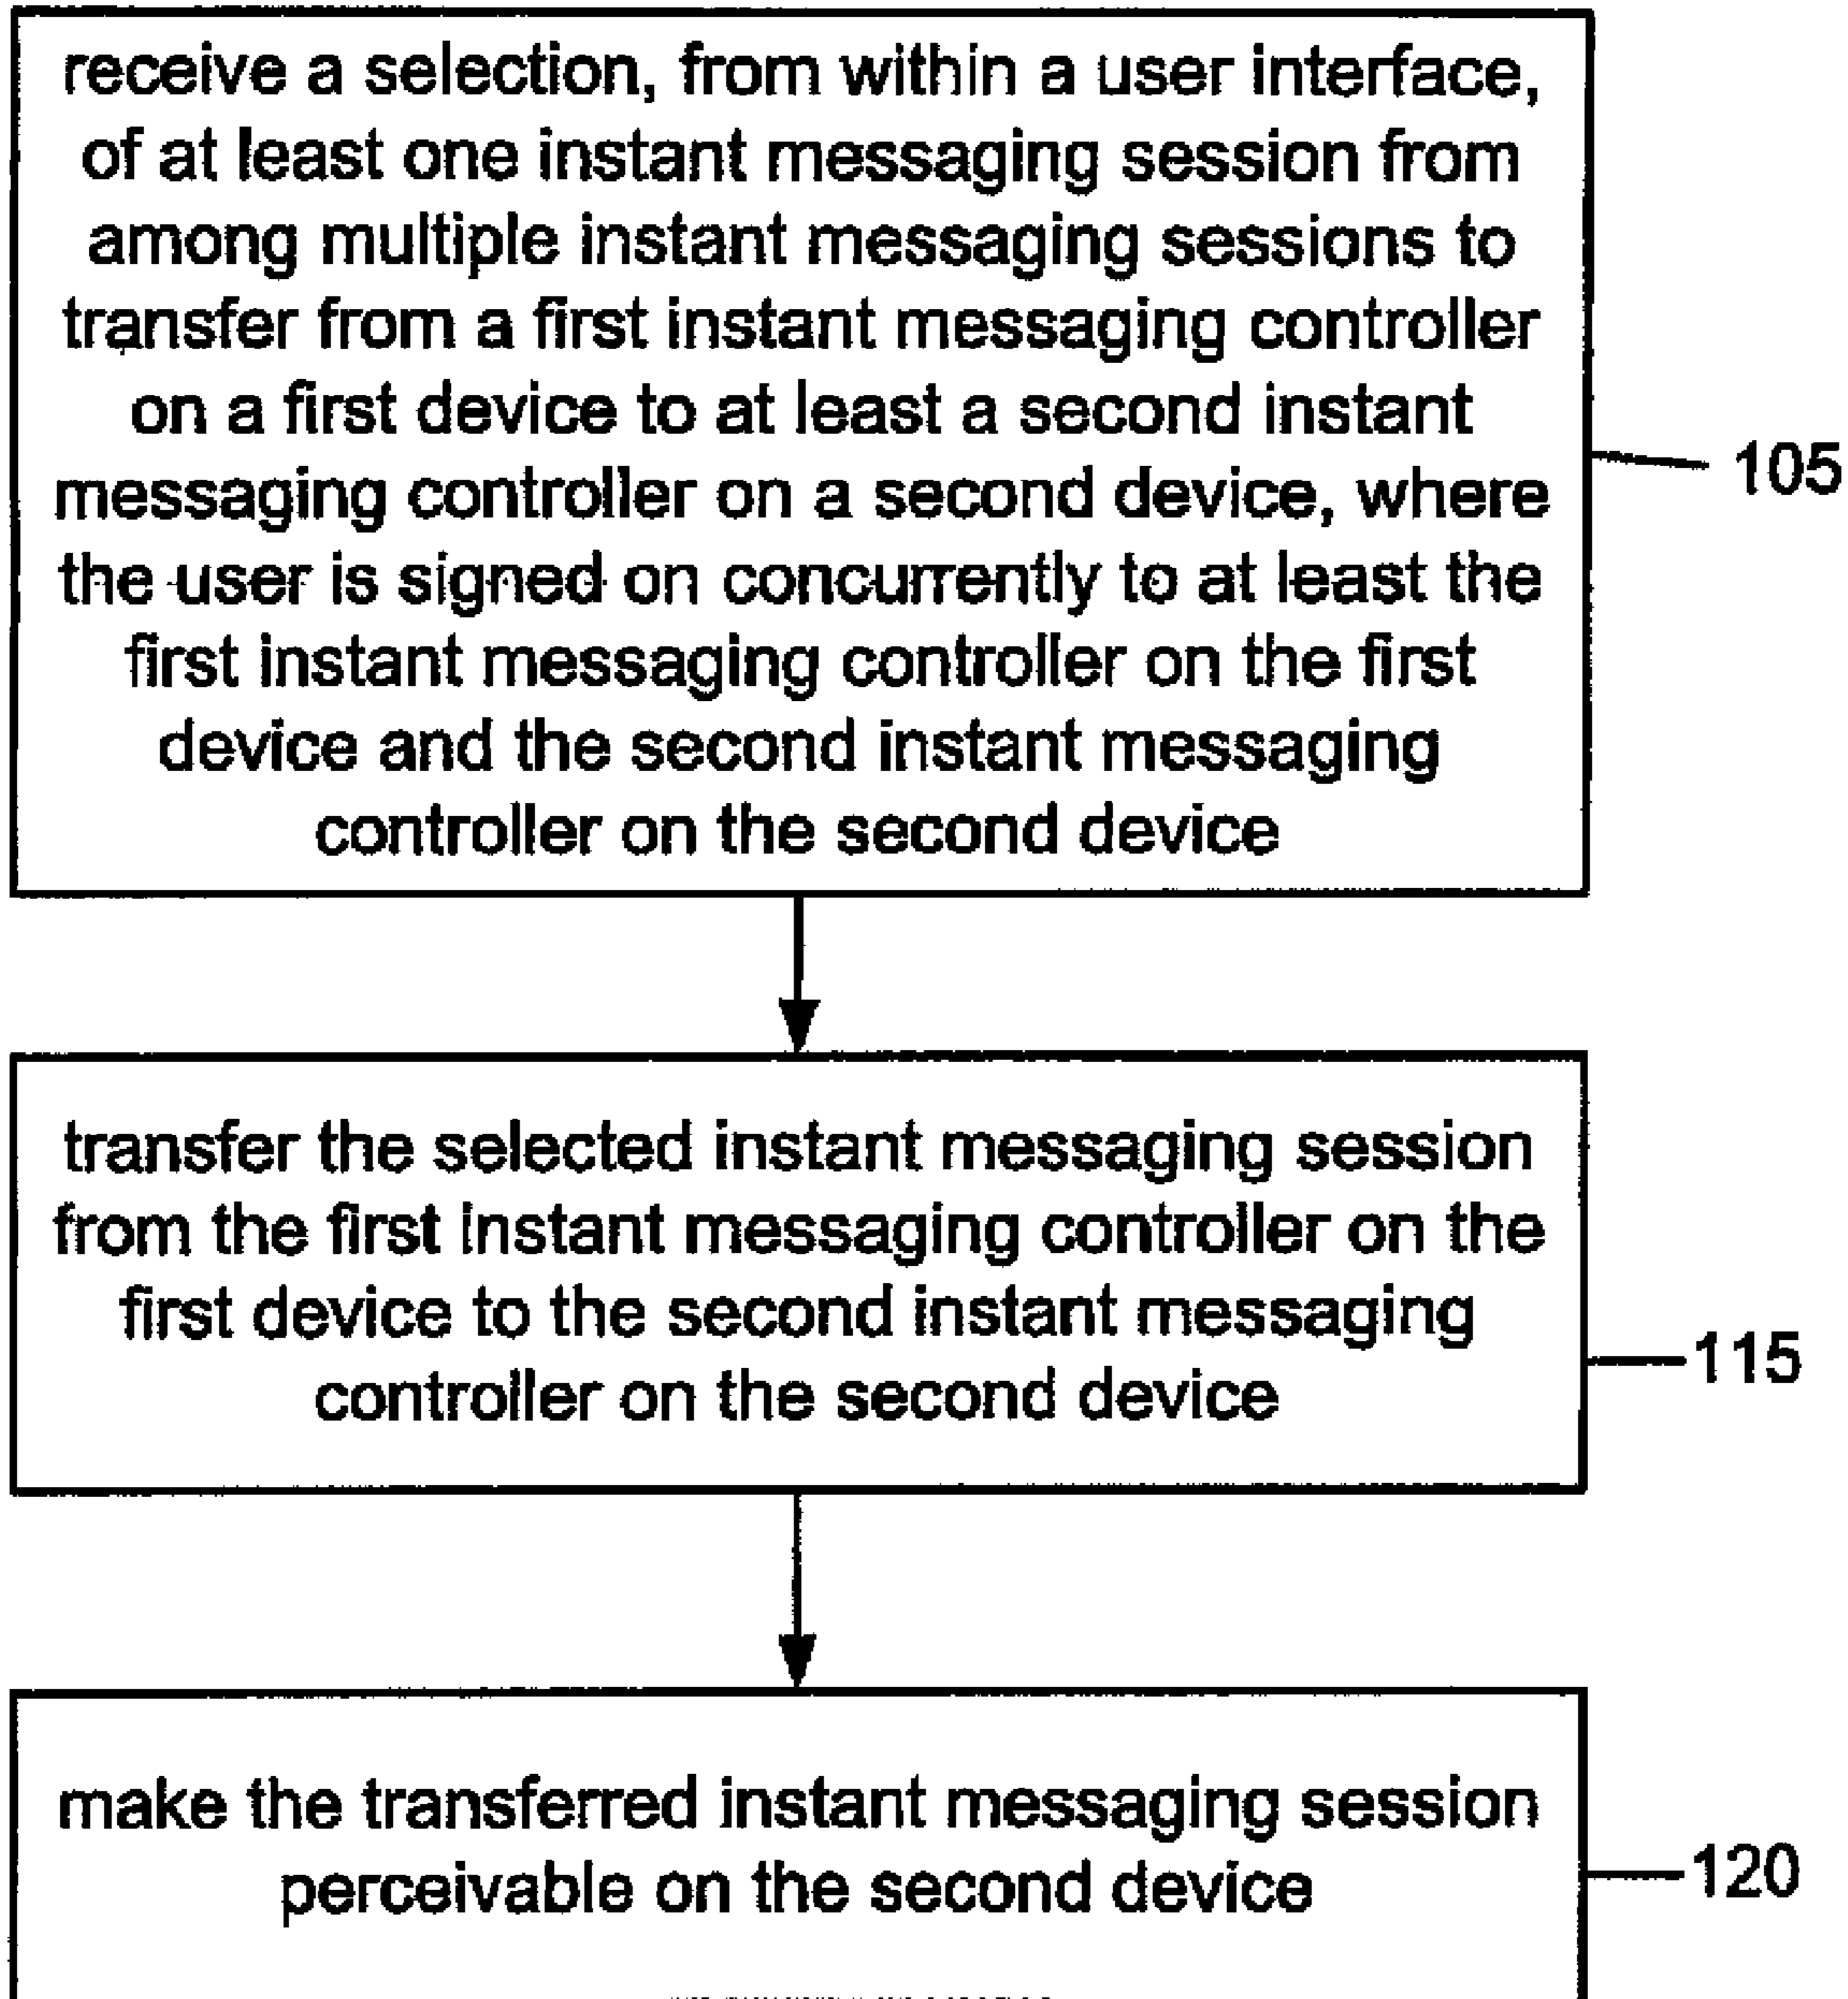 receive a selection, from within a user interface,
of at least one instant messaging session from
among multiple instant messaging sessions to
transfer from a first instant messaging controller
on a first device to at least a second instant
messaging controller on a second device, where
the user is signed on concurrently to at least the
first instant messaging controller on the first
device and the second instant messaging
controller on the second device
105
transfer the selected instant messaging session
from the first instant messaging controller on the
first device to the second instant messaging
controller on the second device
115
make the transferred instant messaging session
perceivable on the second device
120